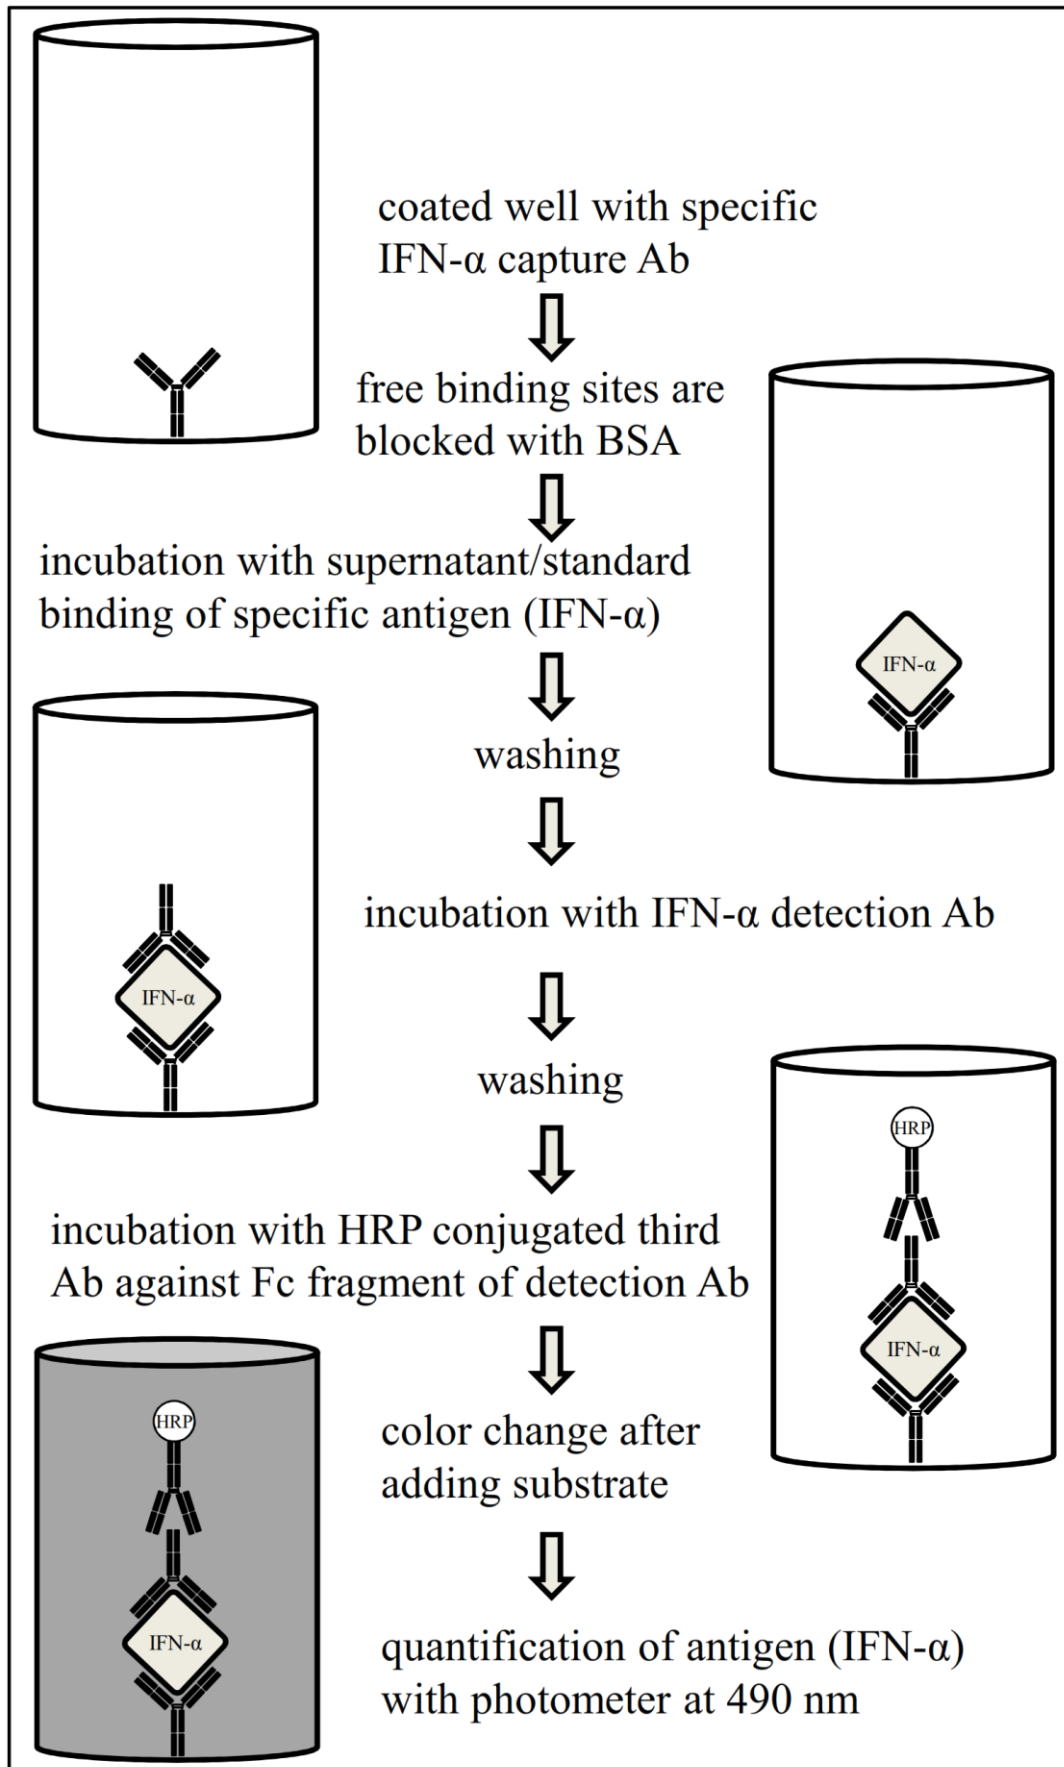 coated well with specific
IFN-α capture Ab
free binding sites are
blocked with BSA
incubation with supernatant/standard
binding of specific antigen (IFN-α)
IFN-α
washing
incubation with IFN-α detection Ab
IFN-α
washing
HRP
incubation with HRP conjugated third
Ab against Fc fragment of detection Ab
IFN-α
HRP
color change after
adding substrate
IFN-α
quantification of antigen (IFN-α)
with photometer at 490 nm